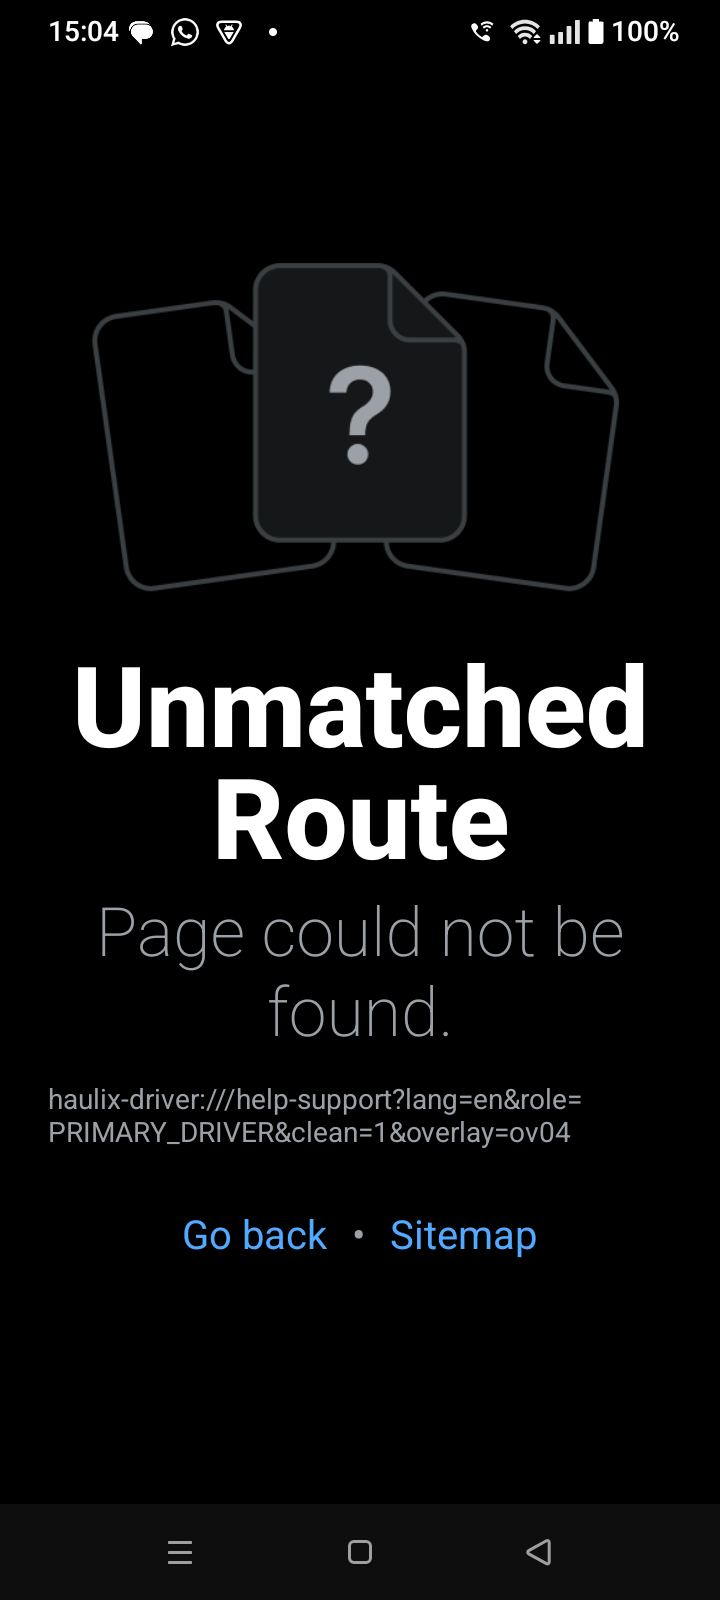 15:04
100%
?
Unmatched
Route
Page could not be
found.
haulix-driver:///help-support?lang=en&role=
PRIMARY_DRIVER&clean=1&overlay=ov04
Go back • Sitemap